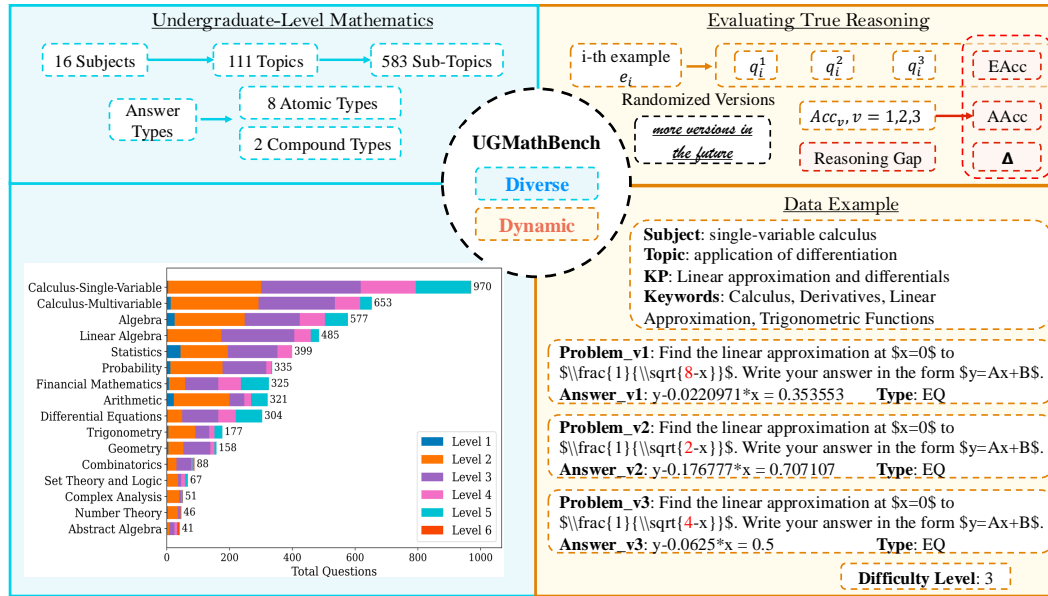 Undergraduate-Level Mathematics
16 Subjects
111 Topics
583 Sub-Topics
Answer
Types
8 Atomic Types
2 Compound Types
UGMathBench
Diverse
Dynamic
Evaluating True Reasoning
i-th example
e_i
q_i^1
q_i^2
q_i^3
EAcc
Randomized Versions
more versions in
the future
Acc_v, v = 1,2,3
AAcc
Reasoning Gap
Δ
Calculus-Single-Variable 970
Calculus-Multivariable 653
Algebra 577
Linear Algebra 485
Statistics 399
Probability 335
Financial Mathematics 325
Arithmetic 321
Differential Equations 304
Trigonometry 177
Geometry 158
Combinatorics 88
Set Theory and Logic 67
Complex Analysis 51
Number Theory 46
Abstract Algebra 41
Level 1
Level 2
Level 3
Level 4
Level 5
Level 6
0 200 400 600 800 1000
Total Questions
Data Example
Subject: single-variable calculus
Topic: application of differentiation
KP: Linear approximation and differentials
Keywords: Calculus, Derivatives, Linear
Approximation, Trigonometric Functions
Problem_v1: Find the linear approximation at $x=0$ to
$\\frac{1}{\\sqrt{8-x}}$. Write your answer in the form $y=Ax+B$.
Answer_v1: y-0.0220971*x = 0.353553 Type: EQ
Problem_v2: Find the linear approximation at $x=0$ to
$\\frac{1}{\\sqrt{2-x}}$. Write your answer in the form $y=Ax+B$.
Answer_v2: y-0.176777*x = 0.707107 Type: EQ
Problem_v3: Find the linear approximation at $x=0$ to
$\\frac{1}{\\sqrt{4-x}}$. Write your answer in the form $y=Ax+B$.
Answer_v3: y-0.0625*x = 0.5 Type: EQ
Difficulty Level: 3